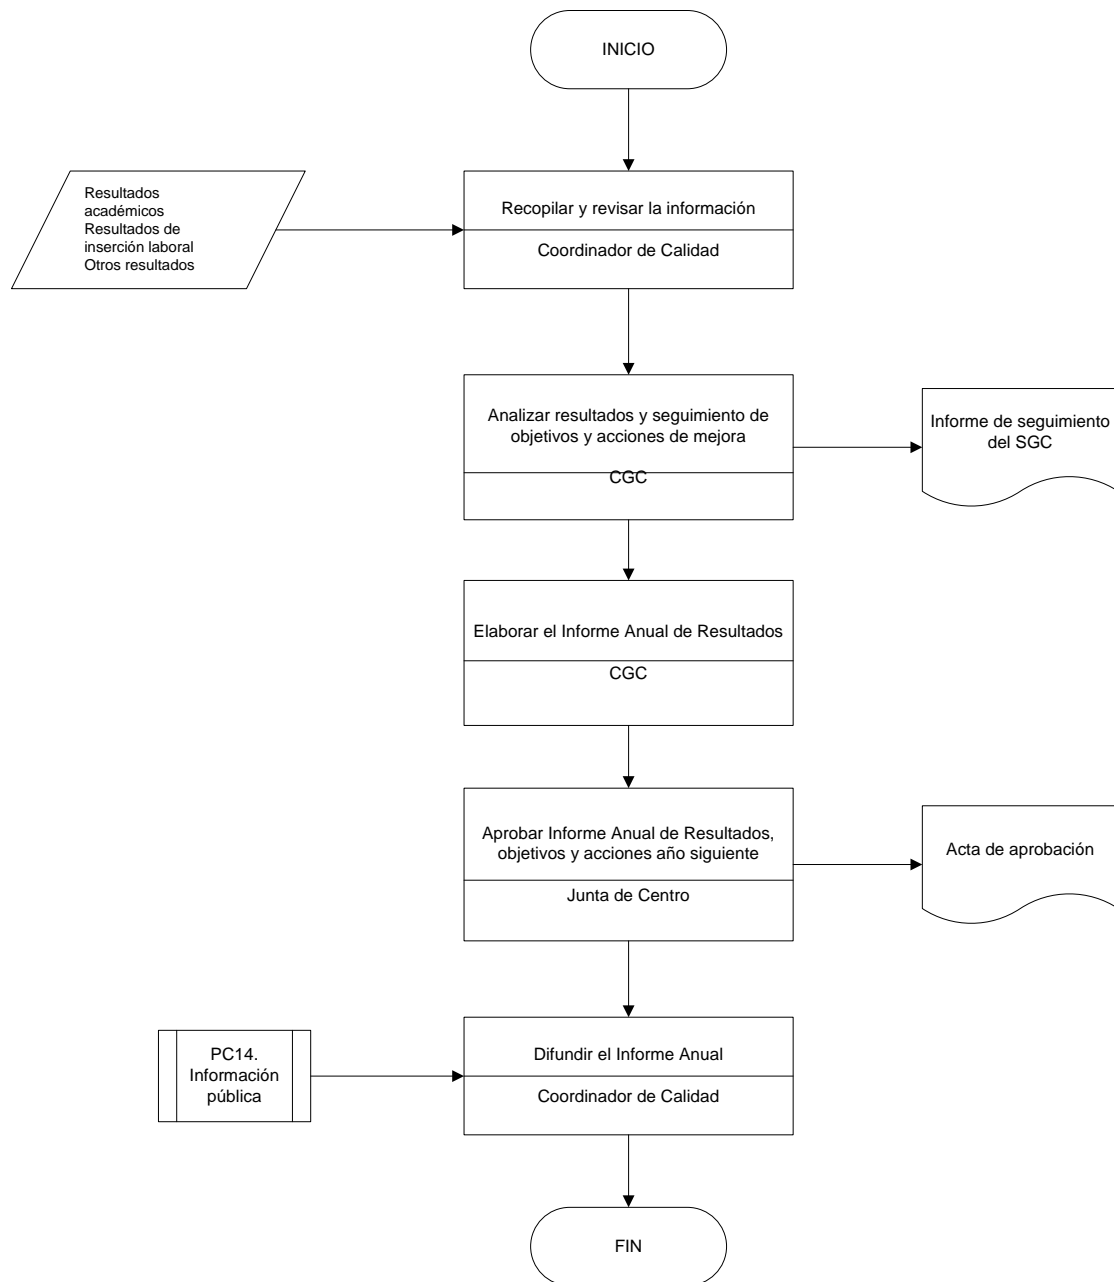 INICIO
Resultados
académicos
Resultados de
inserción laboral
Otros resultados
Recopilar y revisar la información
Coordinador de Calidad
Analizar resultados y seguimiento de
objetivos y acciones de mejora
CGC
Informe de seguimiento
del SGC
Elaborar el Informe Anual de Resultados
CGC
Aprobar Informe Anual de Resultados,
objetivos y acciones año siguiente
Junta de Centro
Acta de aprobación
PC14.
Información
pública
Difundir el Informe Anual
Coordinador de Calidad
FIN